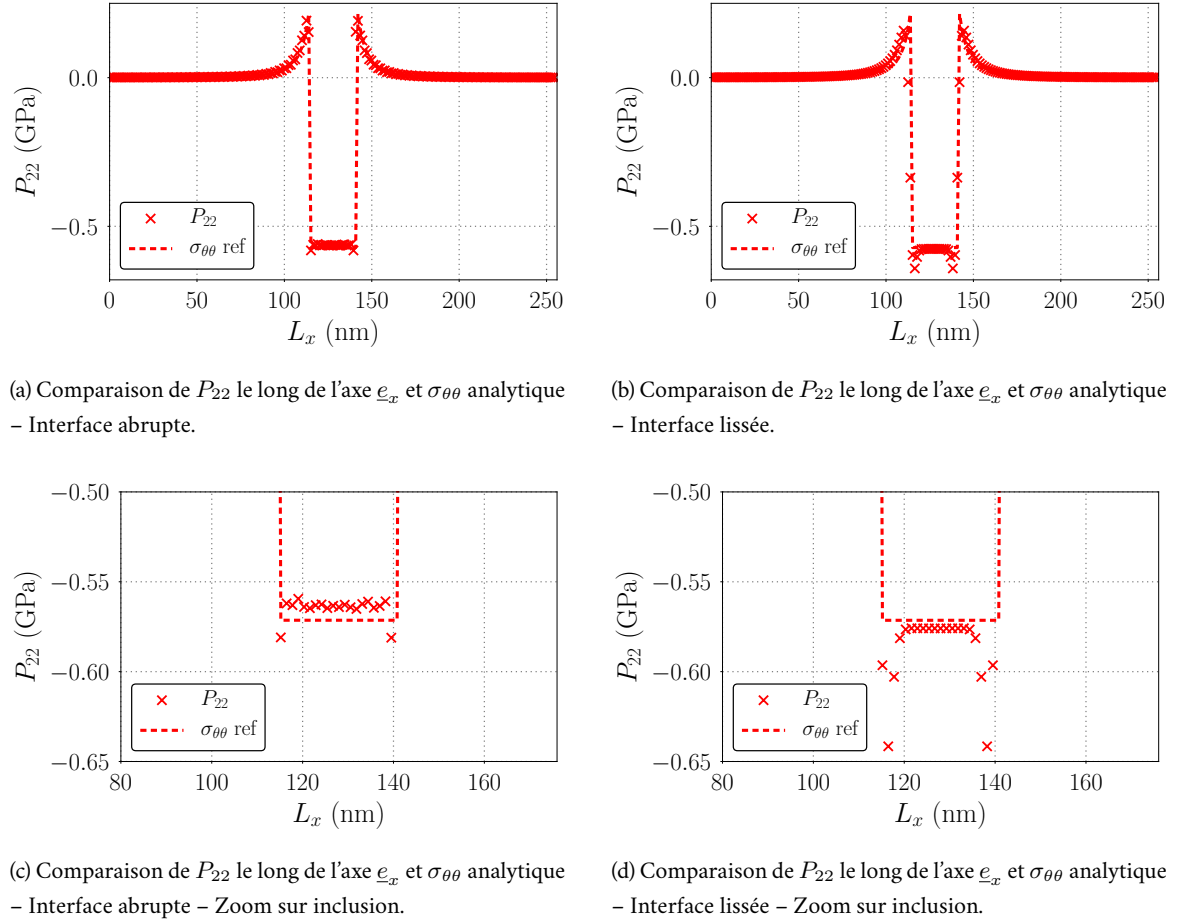 0.0
−0.5
P22 (GPa)
× P22
σθθ ref
0 50 100 150 200 250
Lx (nm)
(a) Comparaison de P22 le long de l'axe ex et σθθ analytique
– Interface abrupte.
0.0
−0.5
P22 (GPa)
× P22
σθθ ref
0 50 100 150 200 250
Lx (nm)
(b) Comparaison de P22 le long de l'axe ex et σθθ analytique
– Interface lissée.
−0.50
−0.55
−0.60
−0.65
P22 (GPa)
× P22
σθθ ref
80 100 120 140 160
Lx (nm)
(c) Comparaison de P22 le long de l'axe ex et σθθ analytique
– Interface abrupte – Zoom sur inclusion.
−0.50
−0.55
−0.60
−0.65
P22 (GPa)
× P22
σθθ ref
80 100 120 140 160
Lx (nm)
(d) Comparaison de P22 le long de l'axe ex et σθθ analytique
– Interface lissée – Zoom sur inclusion.